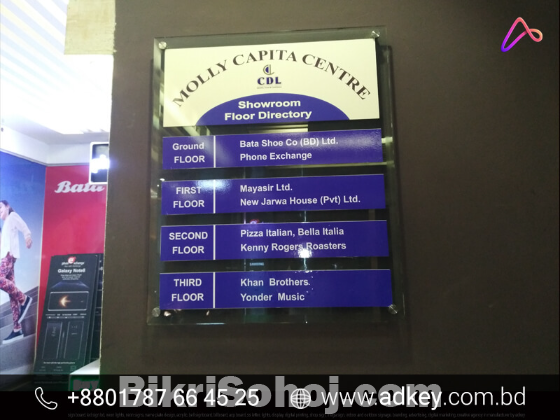 MOLLY CAPITA CENTRE
CDL
Showroom
Floor Directory
Ground
FLOOR
Bata Shoe Co (BD) Ltd.
Phone Exchange
FIRST
FLOOR
Mayasir Ltd.
New Jarwa House (Pvt) Ltd.
SECOND
FLOOR
Pizza Italian, Bella Italia
Kenny Rogers Roasters
THIRD
FLOOR
Khan Brothers
Yonder Music
Bata
Galaxy Note8
BikriSohoj.com
+8801787 66 45 25
www.adkey.com.bd